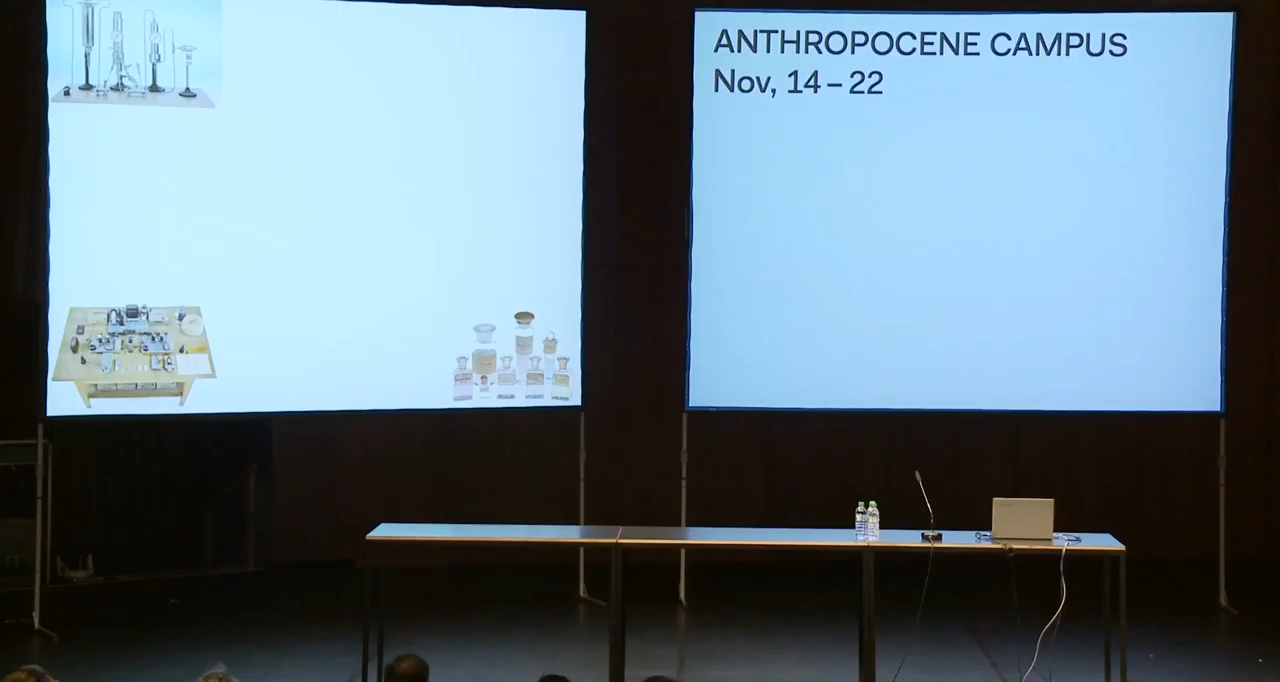 ANTHROPOCENE CAMPUS
Nov, 14 – 22